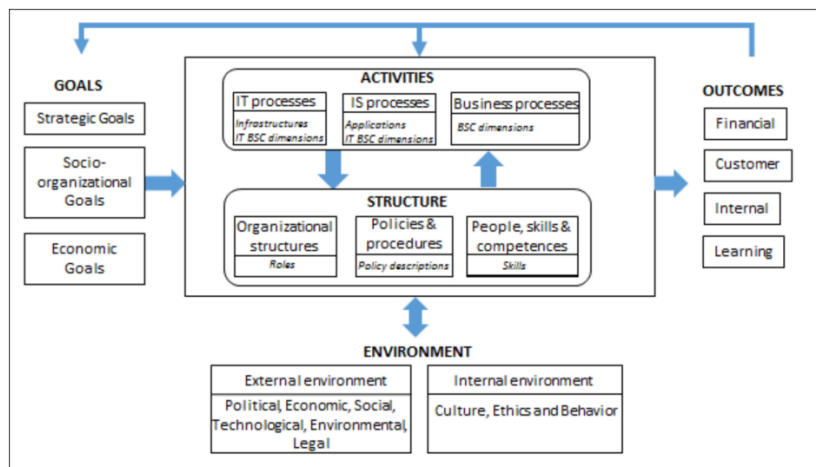 GOALS
Strategic Goals
Socio-
organizational
Goals
Economic
Goals
ACTIVITIES
IT processes
Infrastructures
IT BSC dimensions
IS processes
Applications
IT BSC dimensions
Business processes
BSC dimensions
STRUCTURE
Organizational
structures
Roles
Policies &
procedures
Policy descriptions
People, skills &
competences
Skills
OUTCOMES
Financial
Customer
Internal
Learning
ENVIRONMENT
External environment
Political, Economic, Social,
Technological, Environmental,
Legal
Internal environment
Culture, Ethics and Behavior